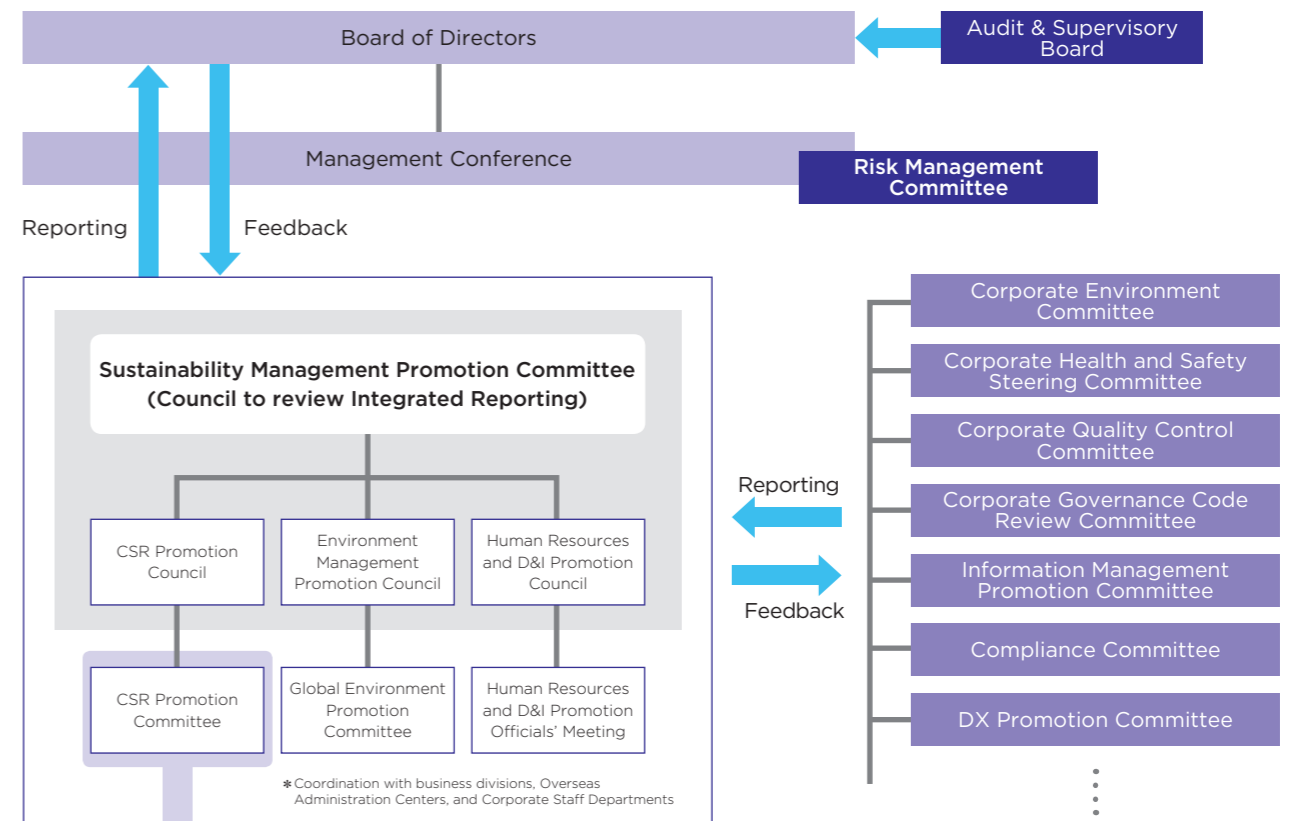 Board of Directors
Audit & Supervisory
Board
Management Conference
Risk Management
Committee
Reporting
Feedback
Sustainability Management Promotion Committee
(Council to review Integrated Reporting)
CSR Promotion
Council
Environment
Management
Promotion Council
Human Resources
and D&I Promotion
Council
CSR Promotion
Committee
Global Environment
Promotion
Committee
Human Resources
and D&I Promotion
Officials’ Meeting
* Coordination with business divisions, Overseas
Administration Centers, and Corporate Staff Departments
Reporting
Feedback
Corporate Environment
Committee
Corporate Health and Safety
Steering Committee
Corporate Quality Control
Committee
Corporate Governance Code
Review Committee
Information Management
Promotion Committee
Compliance Committee
DX Promotion Committee